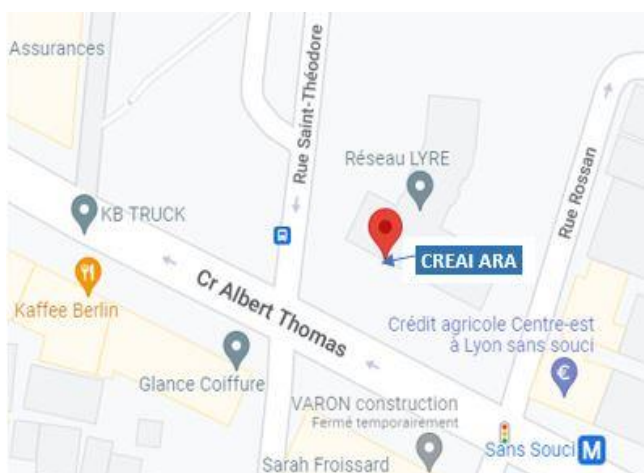 Assurances
Rue Saint-Théodore
Réseau LYRE
Rue Rossan
KB TRUCK
CREAI ARA
Kaffee Berlin
Cr Albert Thomas
Crédit agricole Centre-est
à Lyon sans souci
€
Glance Coiffure
VARON construction
Fermé temporairement
Sans Souci M
Sarah Froissard